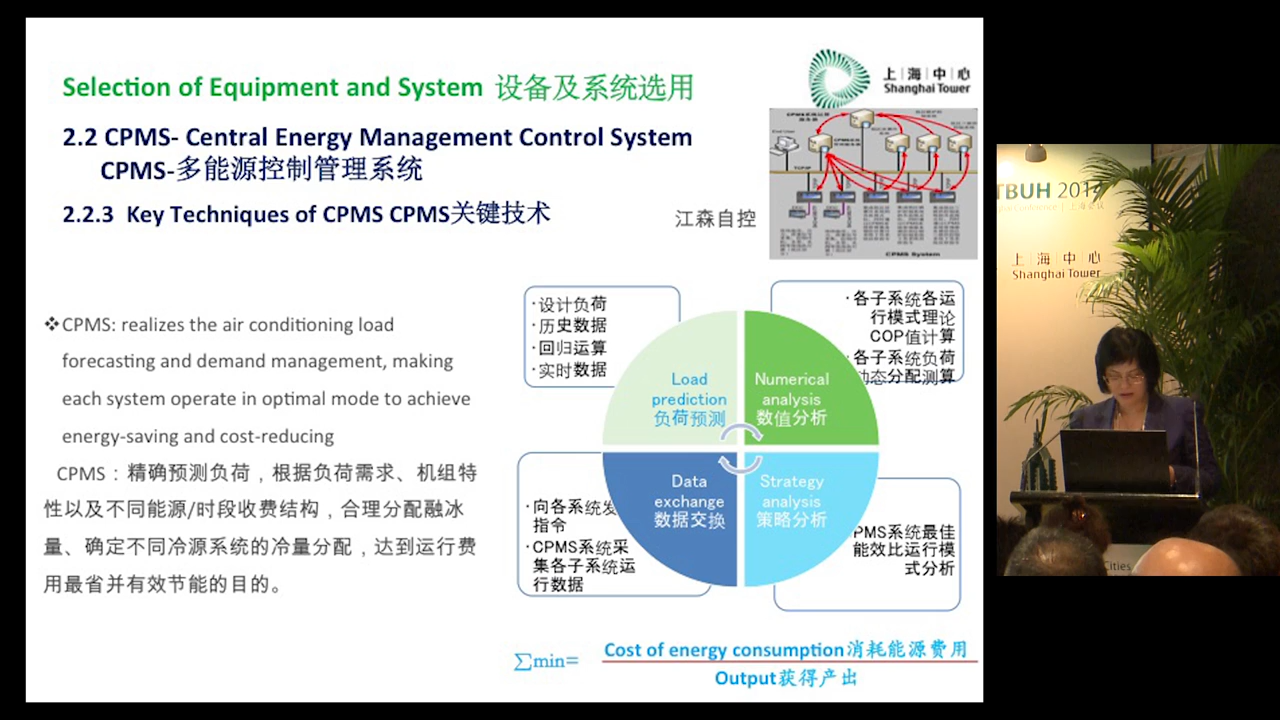 Selection of Equipment and System 设备及系统选用
上海中心
Shanghai Tower
2.2 CPMS- Central Energy Management Control System
CPMS-多能源控制管理系统
2.2.3 Key Techniques of CPMS CPMS关键技术
江森自控
CPMS System
❖CPMS: realizes the air conditioning load
forecasting and demand management, making
each system operate in optimal mode to achieve
energy-saving and cost-reducing
CPMS：精确预测负荷，根据负荷需求、机组特
性以及不同能源/时段收费结构，合理分配融冰
量、确定不同冷源系统的冷量分配，达到运行费
用最省并有效节能的目的。
·设计负荷
·历史数据
·回归运算
·实时数据
·各子系统各运
行模式理论
COP值计算
·各子系统负荷
动态分配测算
Load
prediction
负荷预测
Numerical
analysis
数值分析
Data
exchange
数据交换
Strategy
analysis
策略分析
·向各系统发
指令
·CPMS系统采
集各子系统运
行数据
PMS系统最佳
能效比运行模
式分析
∑min=
Cost of energy consumption消耗能源费用
Output获得产出
TBUH 2014
上海中心
Shanghai Tower
Cities